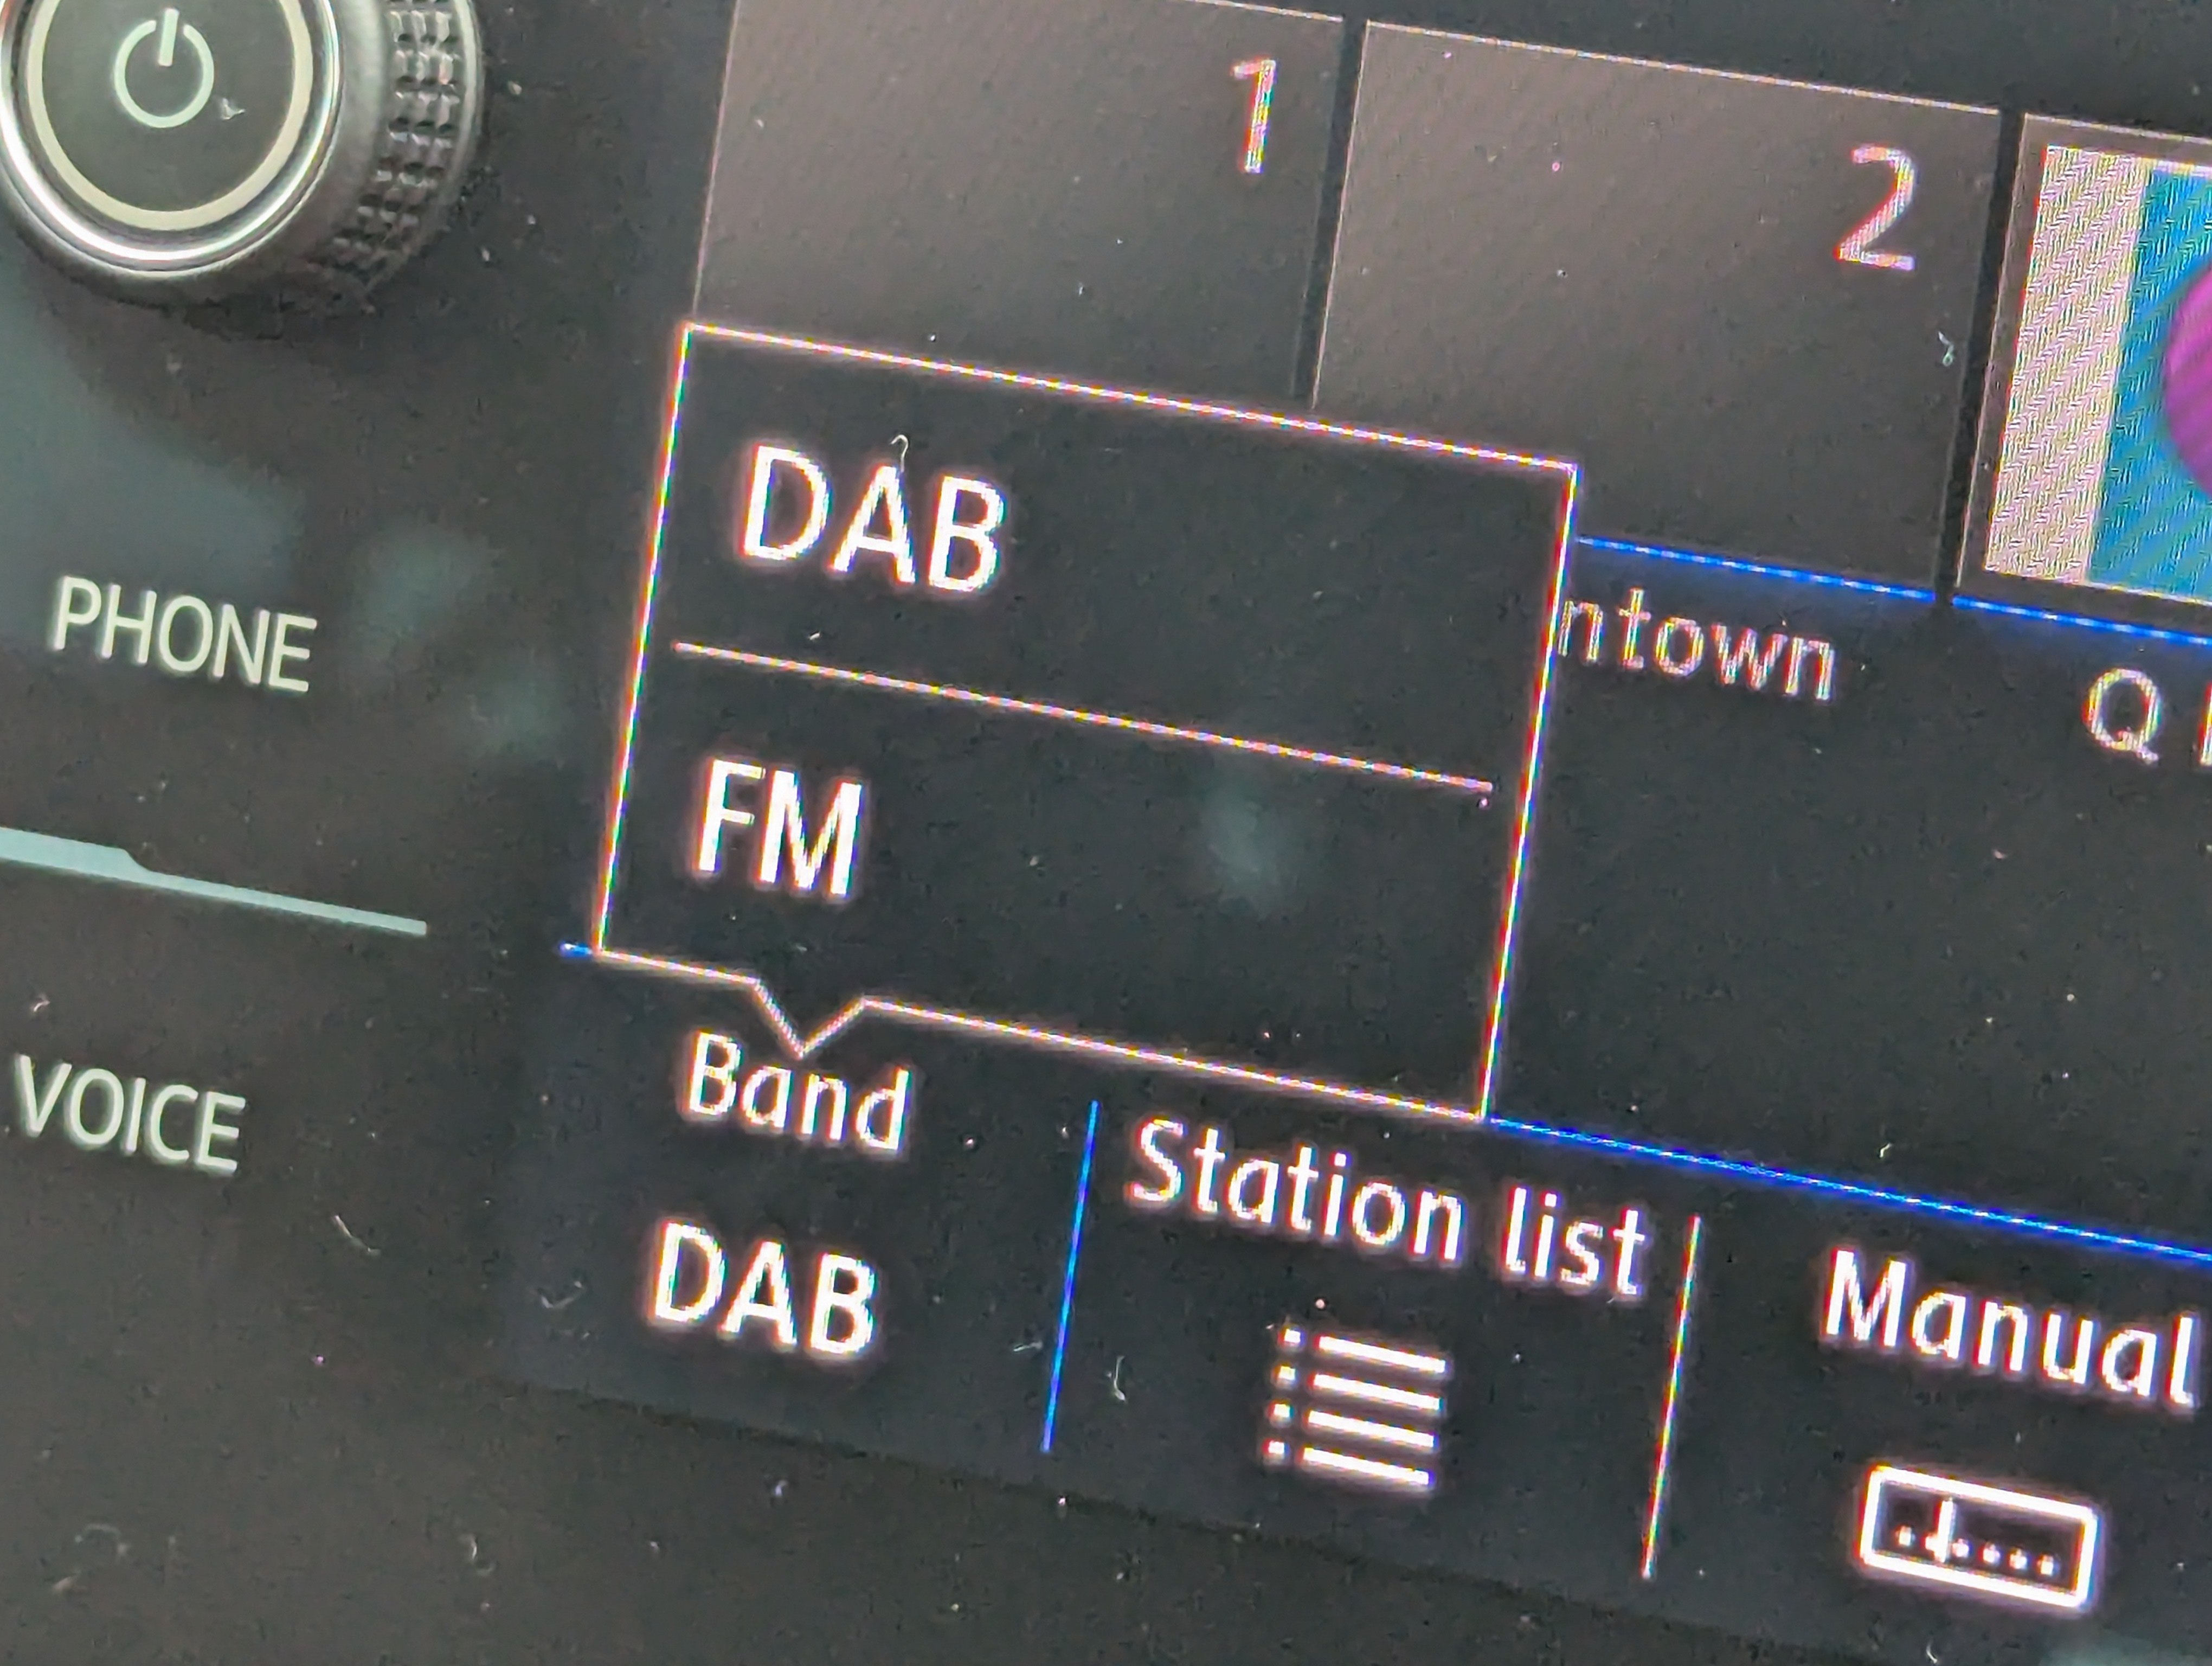 1
2
DAB
ntown
PHONE
Q
FM
Band
Station list
VOICE
DAB
Manual